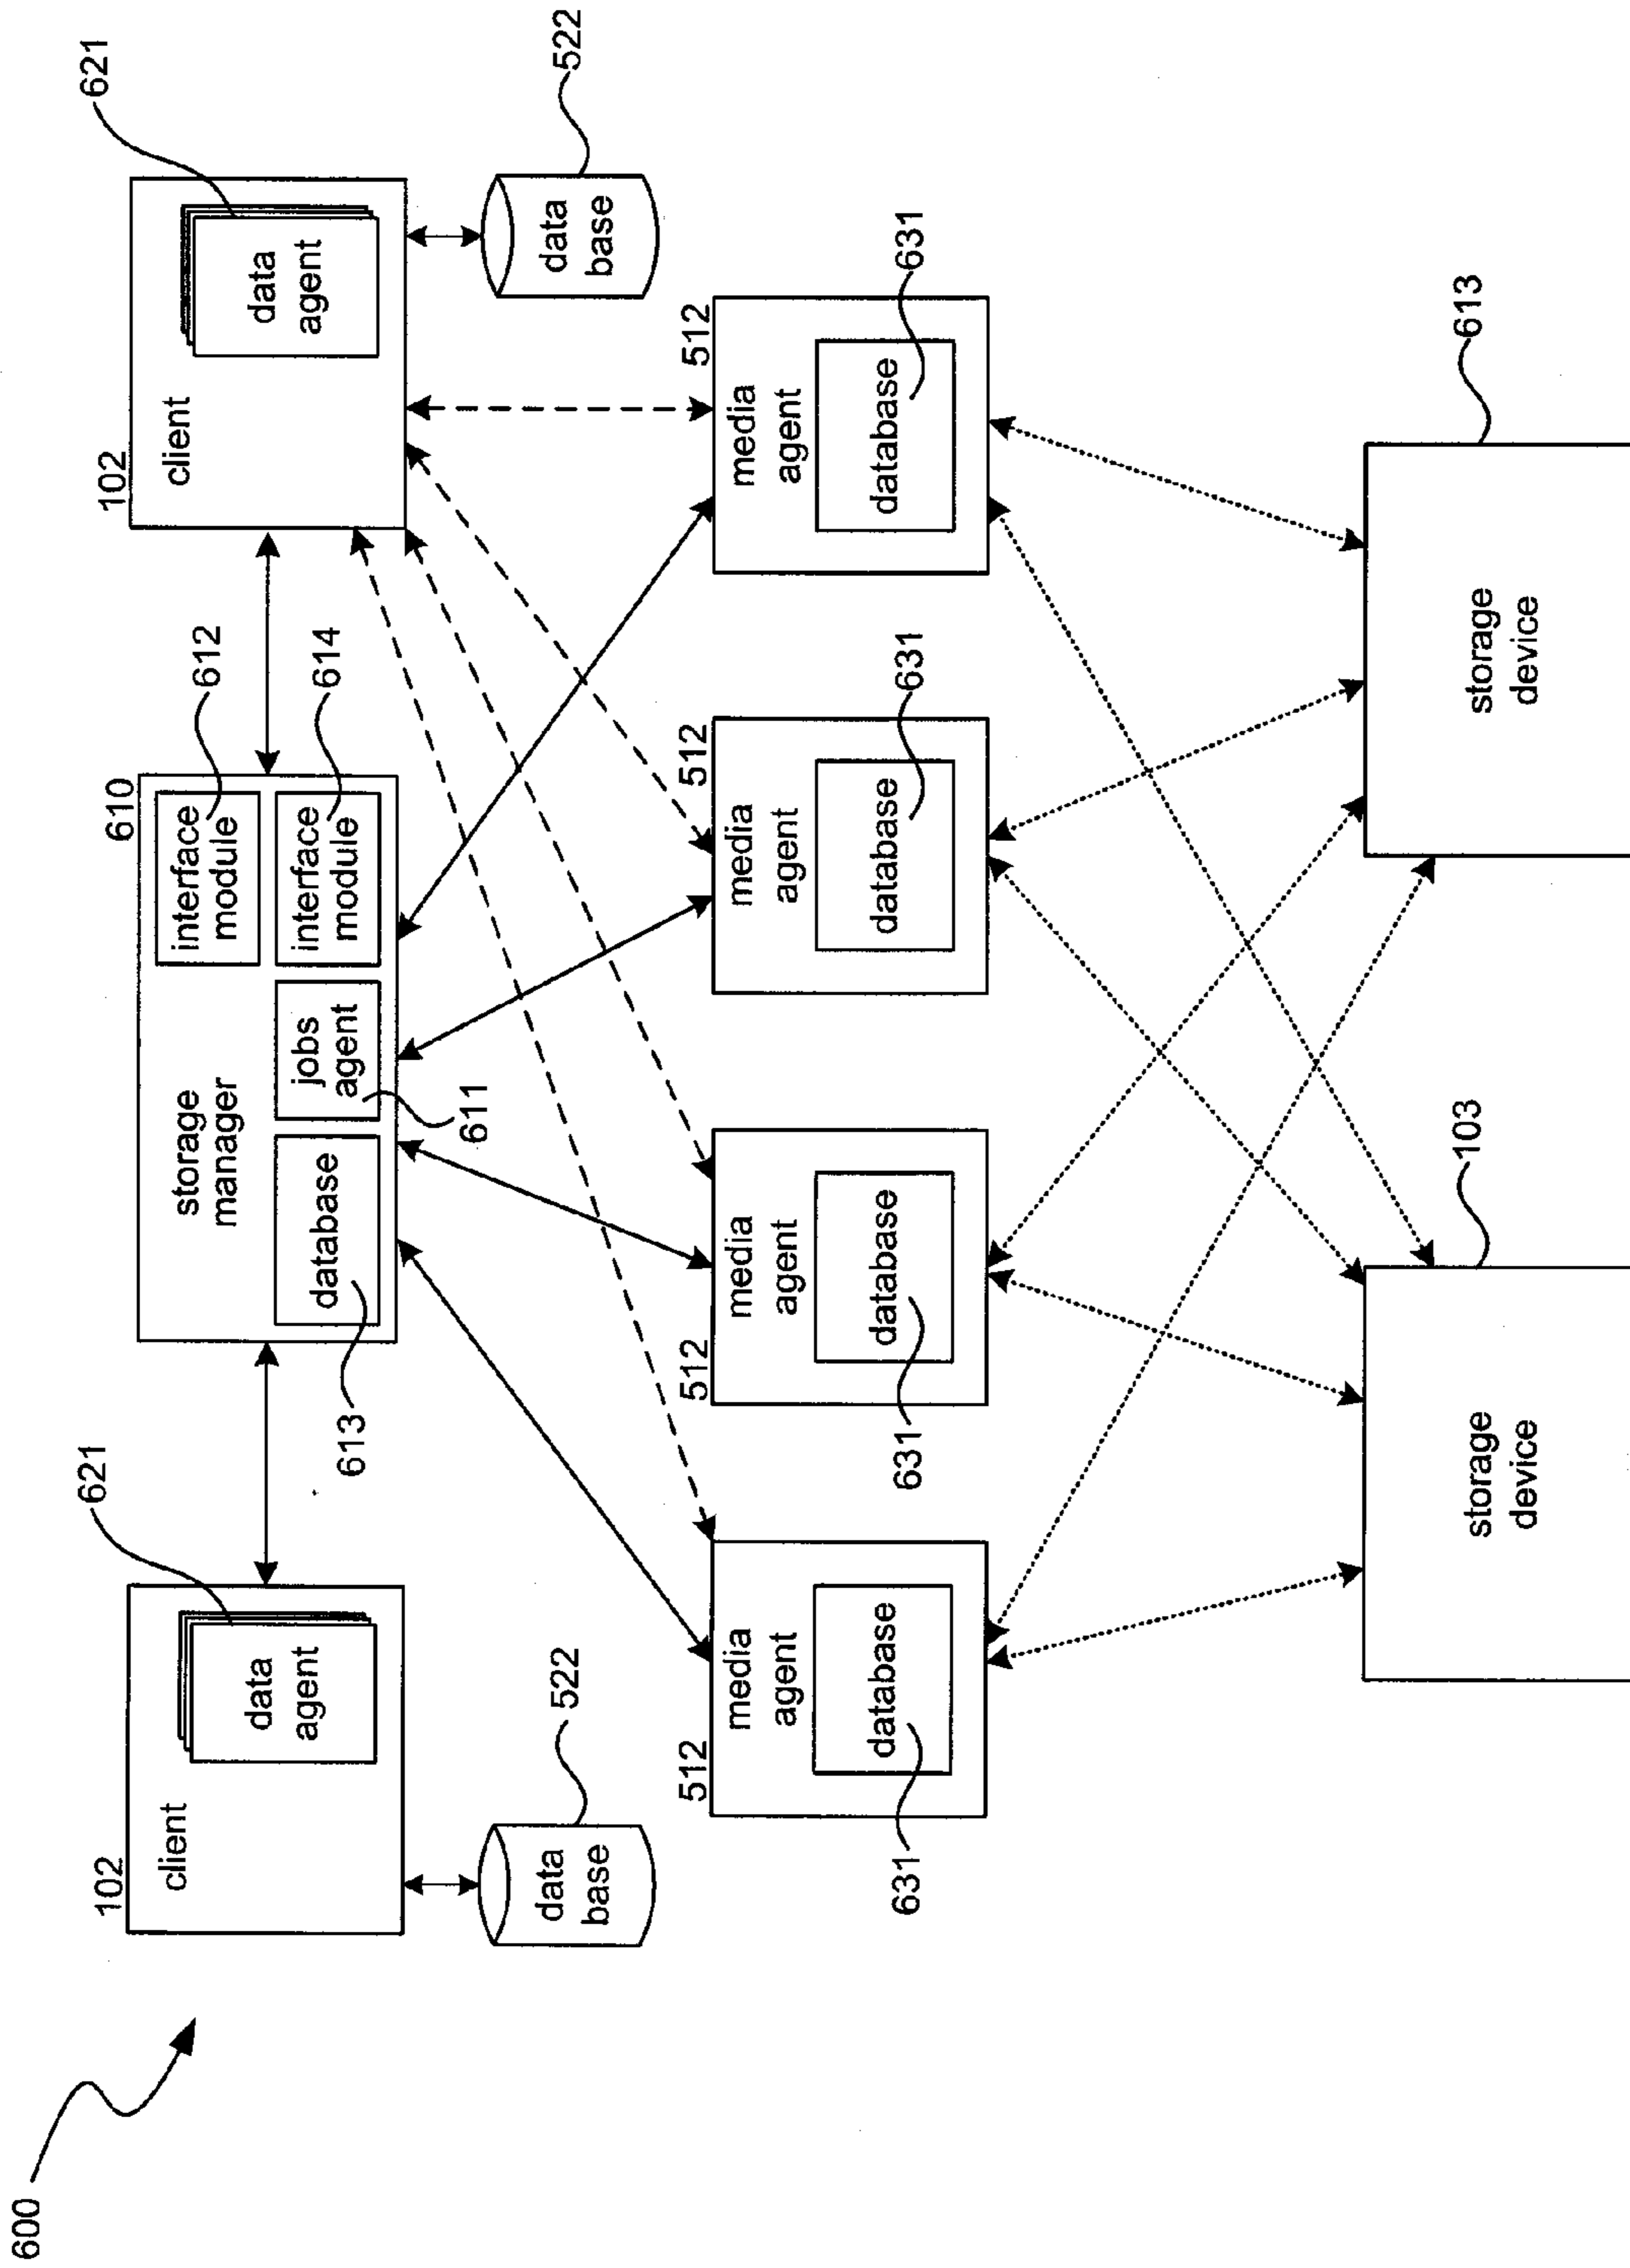 600
102
client
data
agent
621
data
base
522
610
storage
manager
database
613
jobs
agent
611
interface
module
612
interface
module
614
102
client
data
agent
621
data
base
522
512
media
agent
database
631
512
media
agent
database
631
512
media
agent
database
631
512
media
agent
database
631
storage
device
103
storage
device
613